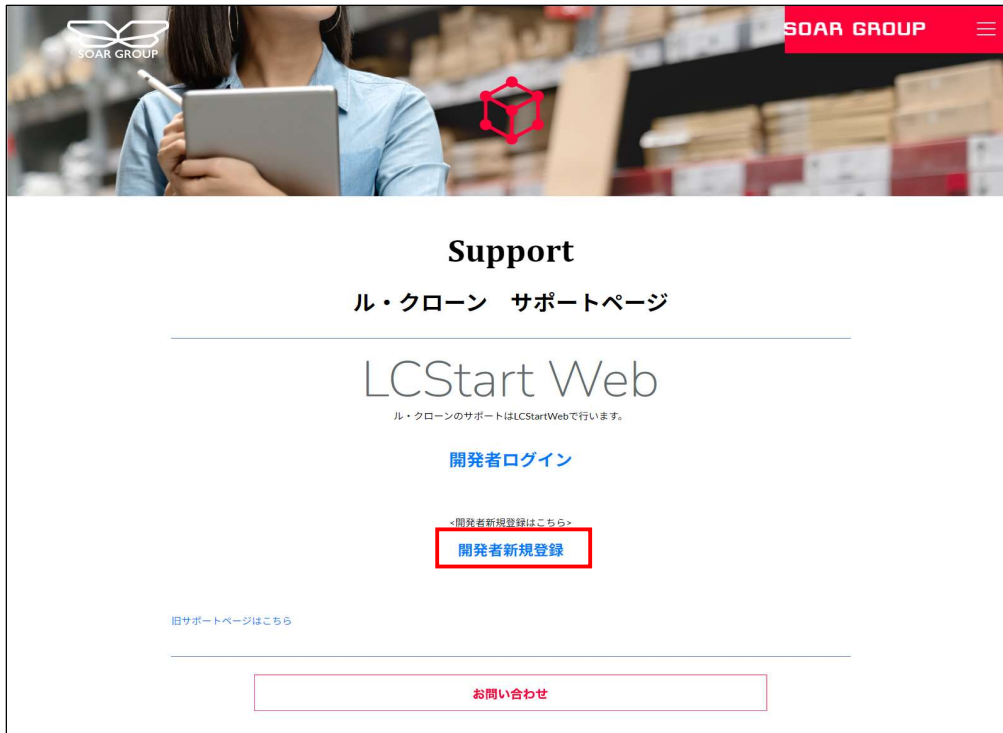 SOAR GROUP
SOAR GROUP
Support
ル・クローン　サポートページ
LCStart Web
ル・クローンのサポートはLCStartWebで行います。
開発者ログイン
<開発者新規登録はこちら>
開発者新規登録
旧サポートページはこちら
お問い合わせ